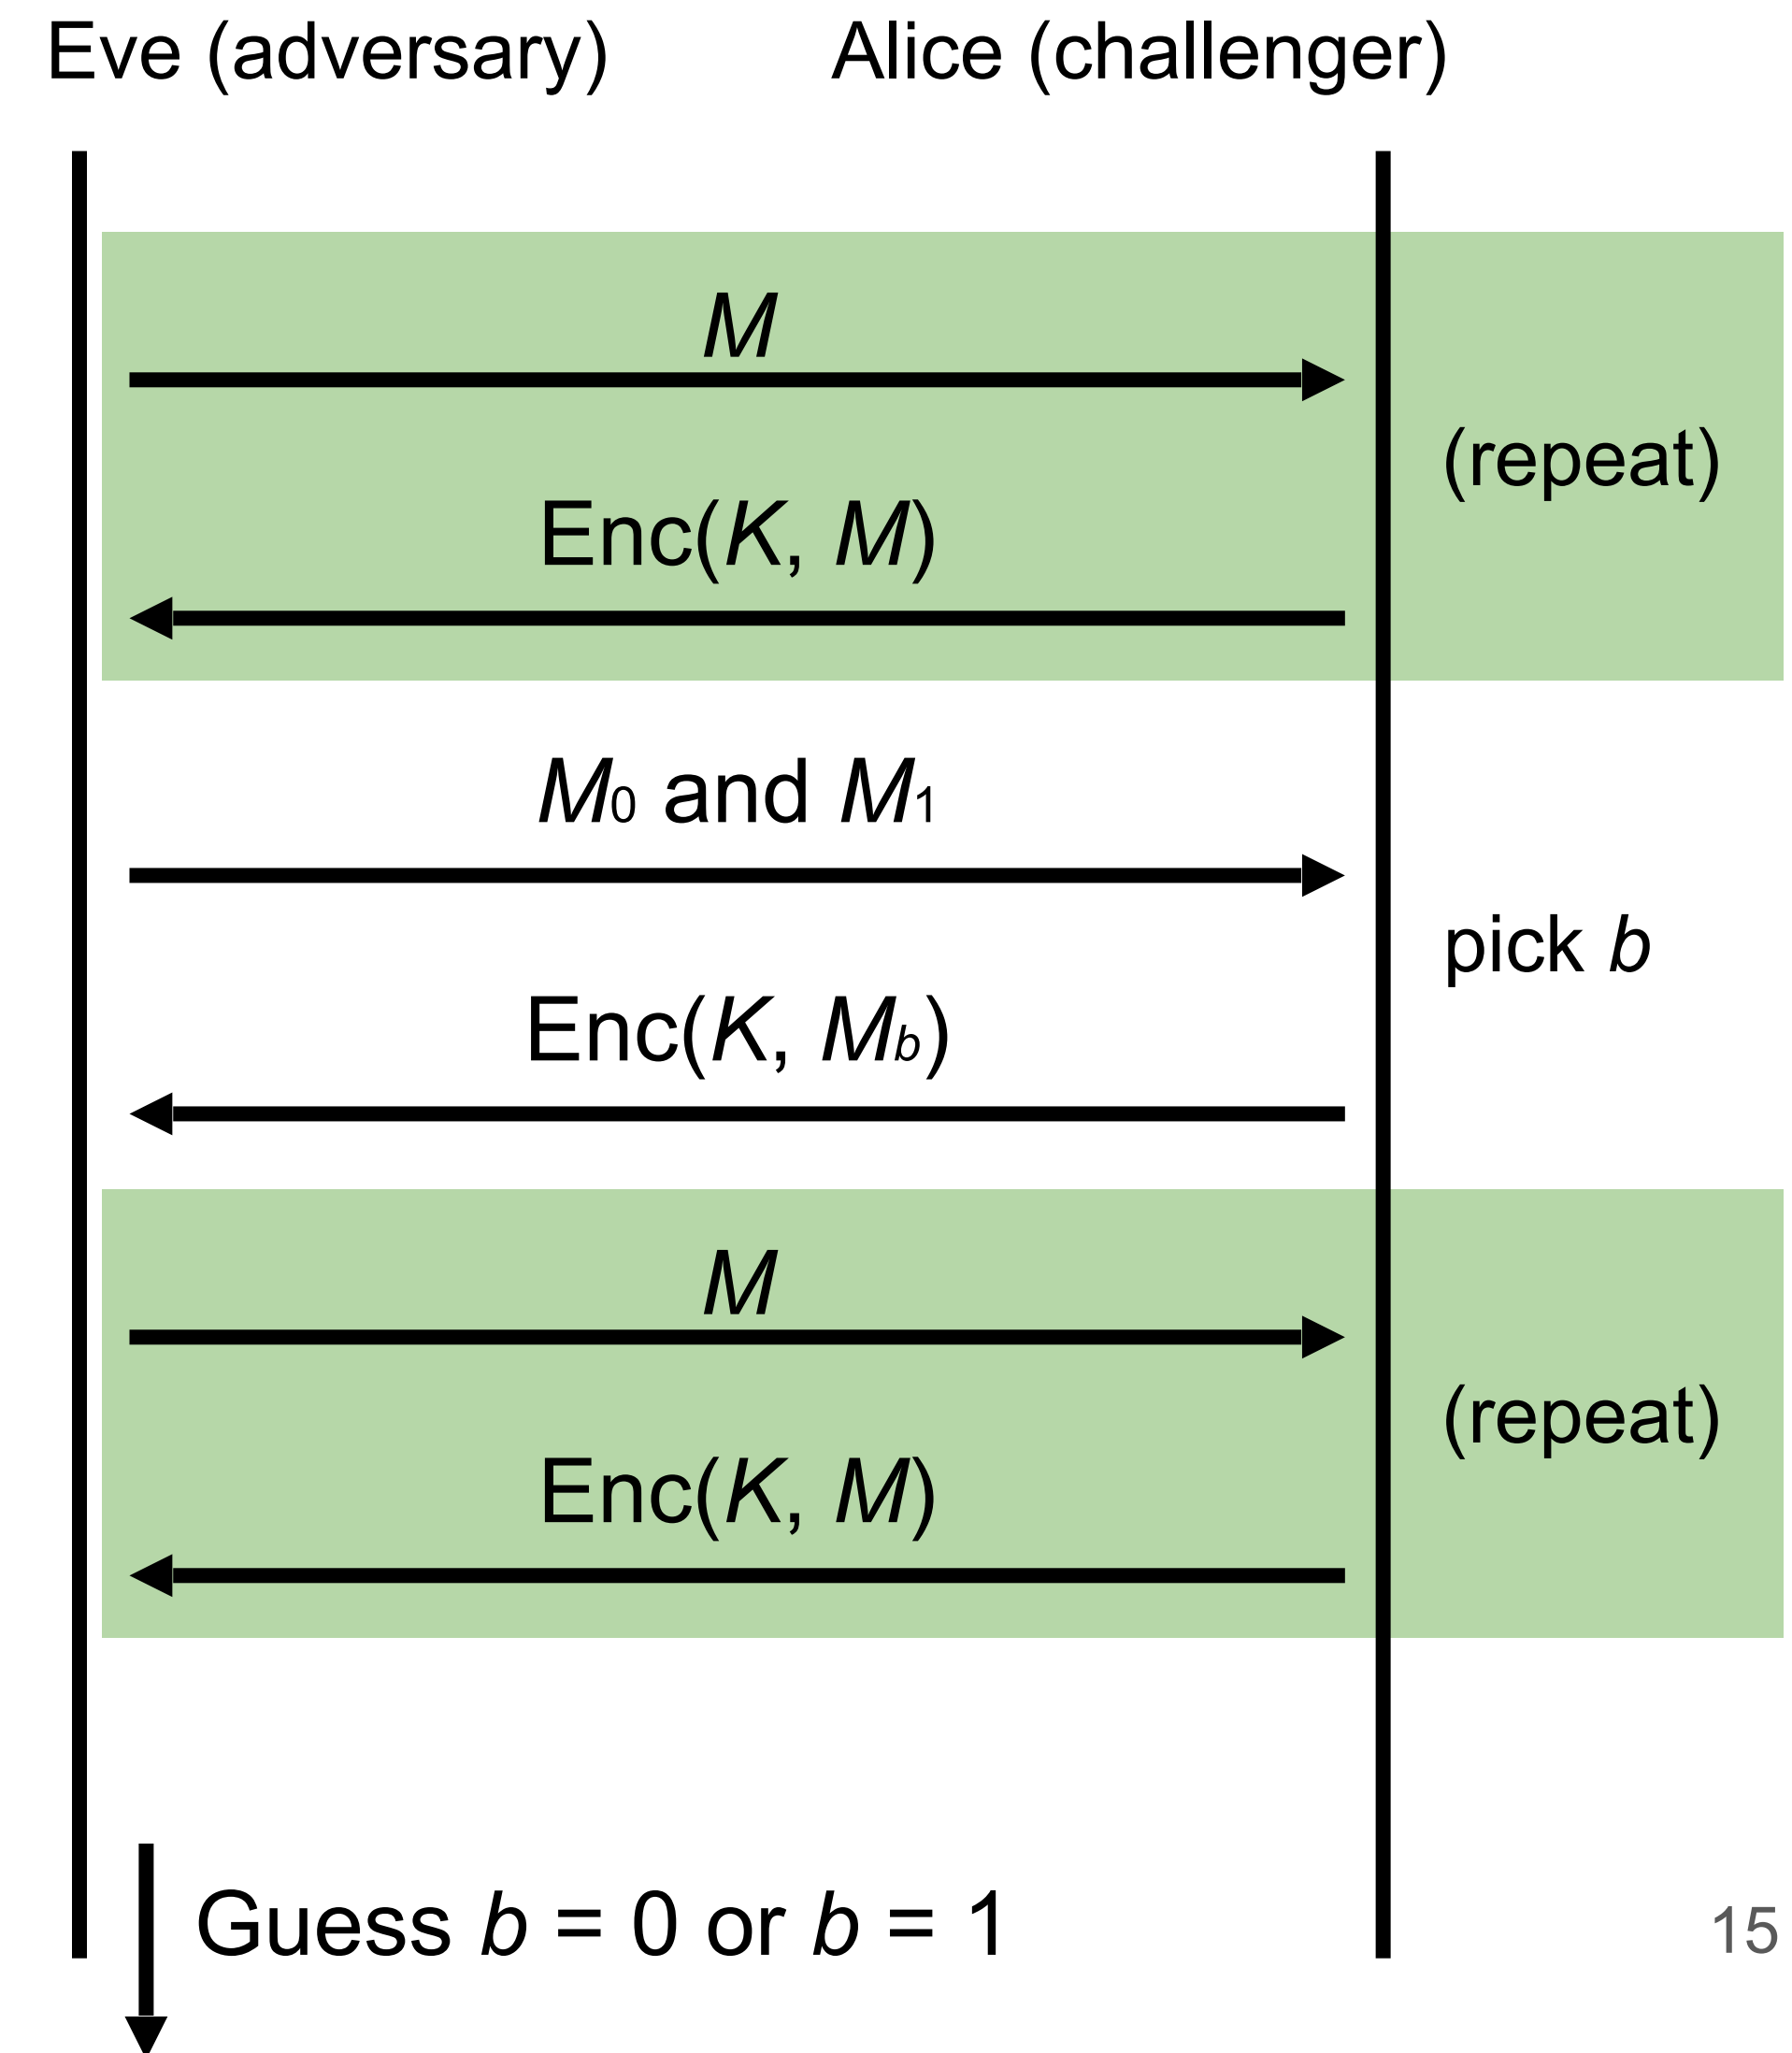 Eve (adversary) Alice (challenger)
M
(repeat)
Enc(K, M)
M0 and M1
pick b
Enc(K, Mb)
M
(repeat)
Enc(K, M)
Guess b = 0 or b = 1
15